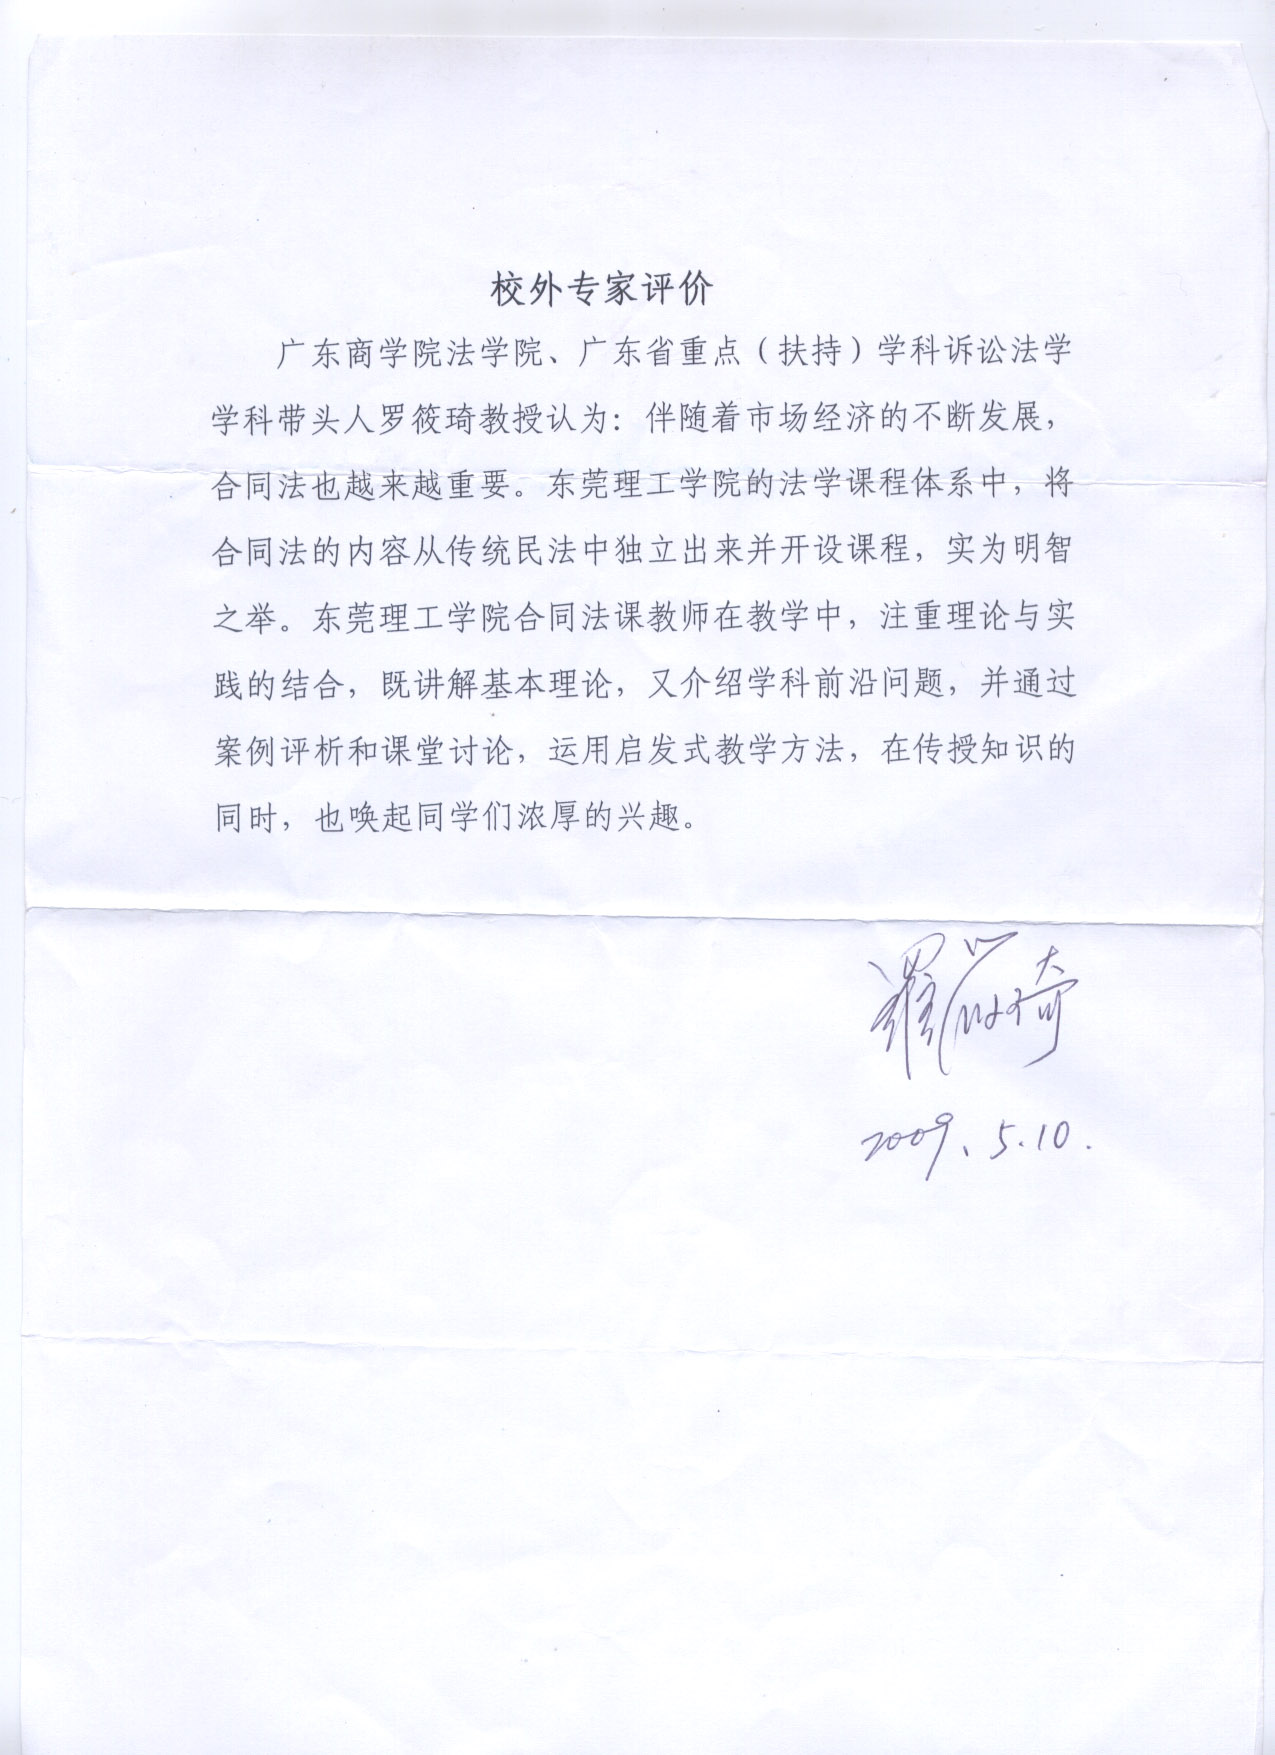 校外专家评价
广东商学院法学院、广东省重点（扶持）学科诉讼法学
学科带头人罗筱琦教授认为：伴随着市场经济的不断发展，
合同法也越来越重要。东莞理工学院的法学课程体系中，将
合同法的内容从传统民法中独立出来并开设课程，实为明智
之举。东莞理工学院合同法课教师在教学中，注重理论与实
践的结合，既讲解基本理论，又介绍学科前沿问题，并通过
案例评析和课堂讨论，运用启发式教学方法，在传授知识的
同时，也唤起同学们浓厚的兴趣。
羅筱琦
2009、5.10.